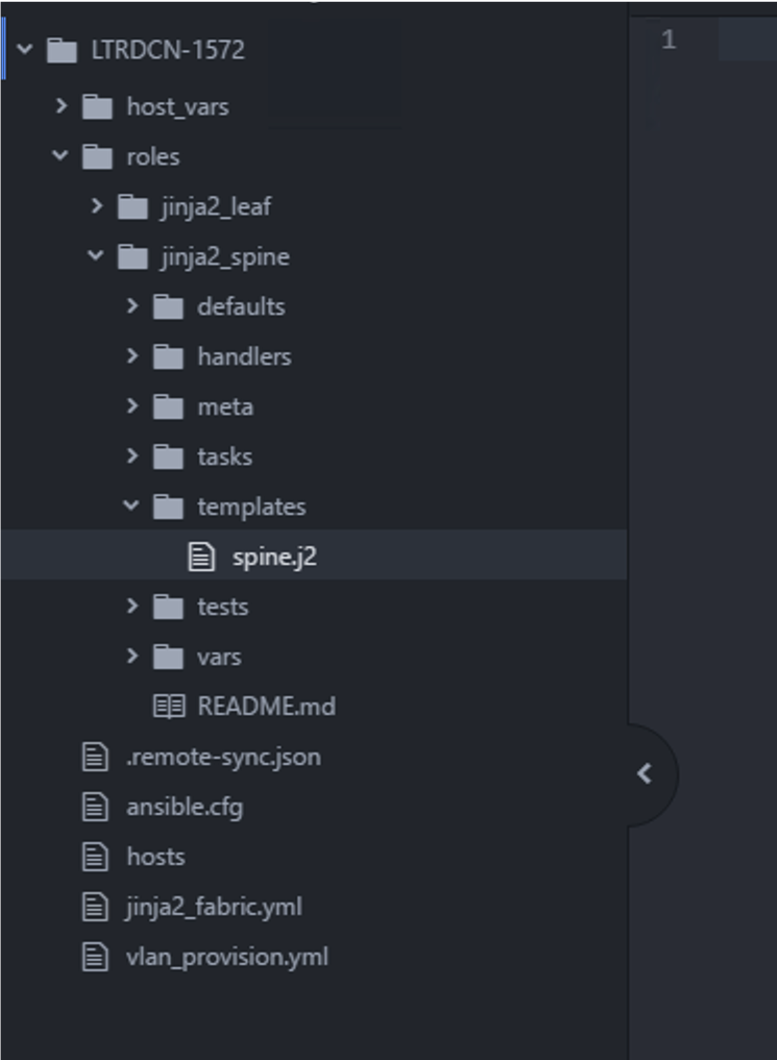 LTRDCN-1572
1
host_vars
roles
jinja2_leaf
jinja2_spine
defaults
handlers
meta
tasks
templates
spine.j2
tests
vars
README.md
.remote-sync.json
ansible.cfg
hosts
jinja2_fabric.yml
vlan_provision.yml